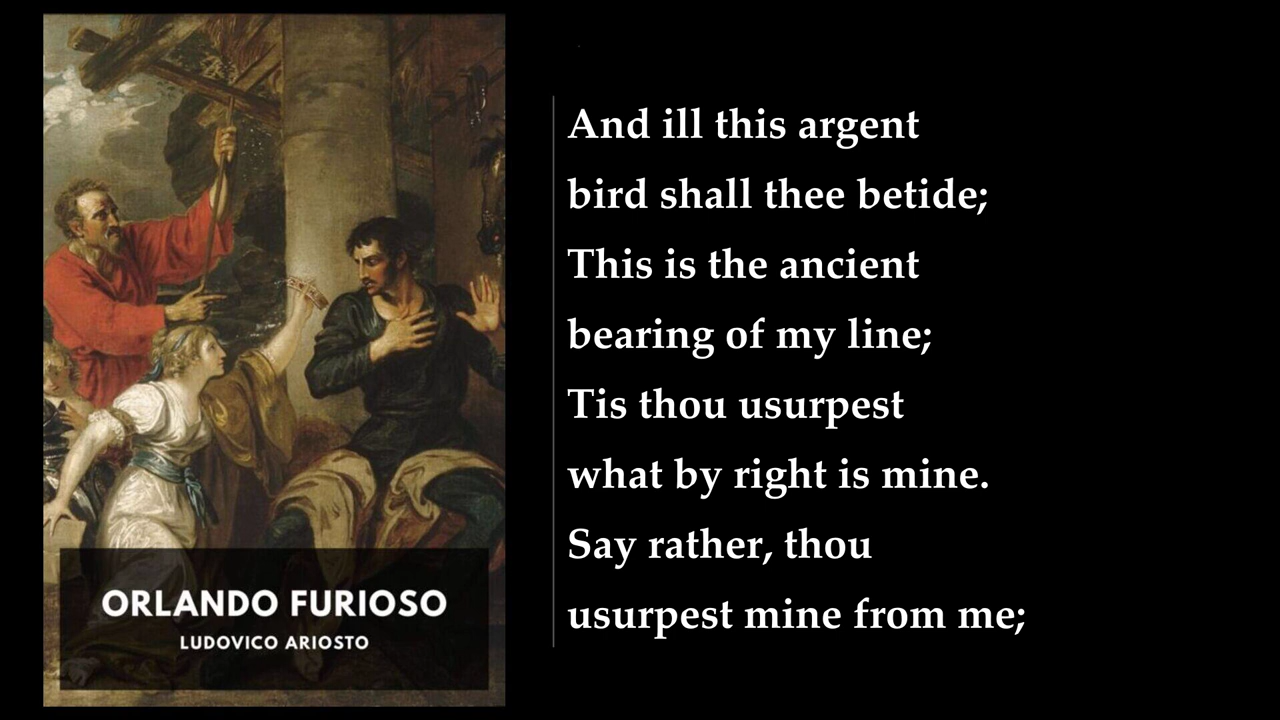 ORLANDO FURIOSO
LUDOVICO ARIOSTO
And ill this argent
bird shall thee betide;
This is the ancient
bearing of my line;
Tis thou usurpest
what by right is mine.
Say rather, thou
usurpest mine from me;